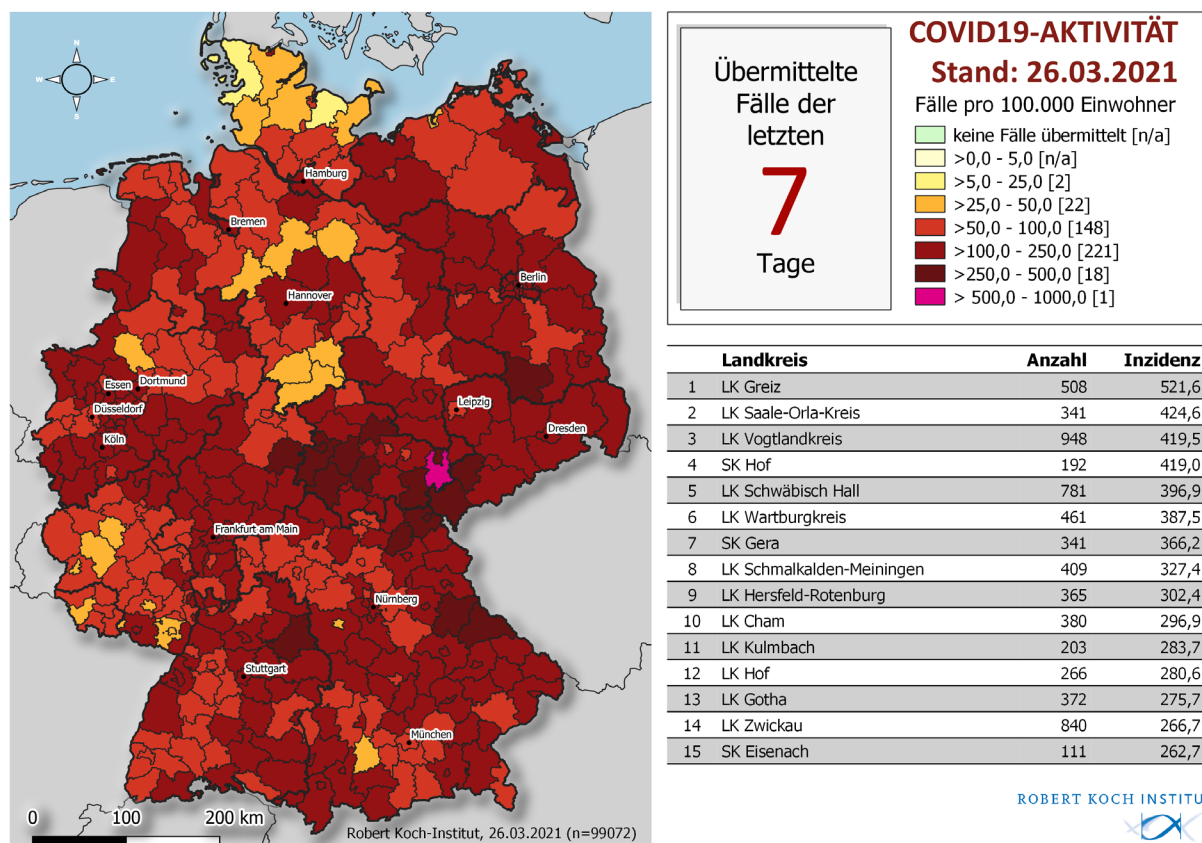 N
W E
S
Hamburg
Bremen
Berlin
Hannover
Essen
Dortmund
Düsseldorf
Leipzig
Köln
Dresden
Frankfurt am Main
Nürnberg
Stuttgart
München
0 100 200 km
Robert Koch-Institut, 26.03.2021 (n=99072)
Übermittelte
Fälle der
letzten
7
Tage
COVID19-AKTIVITÄT
Stand: 26.03.2021
Fälle pro 100.000 Einwohner
keine Fälle übermittelt [n/a]
>0,0 - 5,0 [n/a]
>5,0 - 25,0 [2]
>25,0 - 50,0 [22]
>50,0 - 100,0 [148]
>100,0 - 250,0 [221]
>250,0 - 500,0 [18]
> 500,0 - 1000,0 [1]
Landkreis Anzahl Inzidenz
1 LK Greiz 508 521,6
2 LK Saale-Orla-Kreis 341 424,6
3 LK Vogtlandkreis 948 419,5
4 SK Hof 192 419,0
5 LK Schwäbisch Hall 781 396,9
6 LK Wartburgkreis 461 387,5
7 SK Gera 341 366,2
8 LK Schmalkalden-Meiningen 409 327,4
9 LK Hersfeld-Rotenburg 365 302,4
10 LK Cham 380 296,9
11 LK Kulmbach 203 283,7
12 LK Hof 266 280,6
13 LK Gotha 372 275,7
14 LK Zwickau 840 266,7
15 SK Eisenach 111 262,7
ROBERT KOCH INSTITU